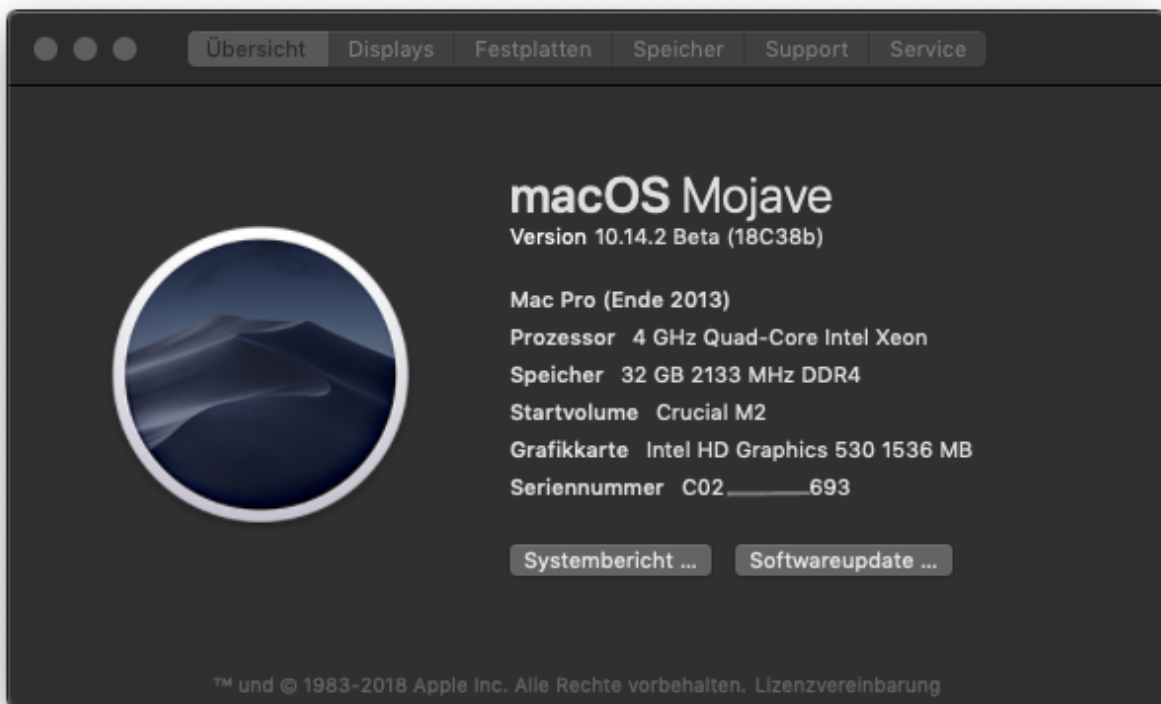 Übersicht Displays Festplatten Speicher Support Service
macOS Mojave
Version 10.14.2 Beta (18C38b)
Mac Pro (Ende 2013)
Prozessor 4 GHz Quad-Core Intel Xeon
Speicher 32 GB 2133 MHz DDR4
Startvolume Crucial M2
Grafikkarte Intel HD Graphics 530 1536 MB
Seriennummer C02 693
Systembericht ... Softwareupdate ...
™ und © 1983-2018 Apple Inc. Alle Rechte vorbehalten. Lizenzvereinbarung